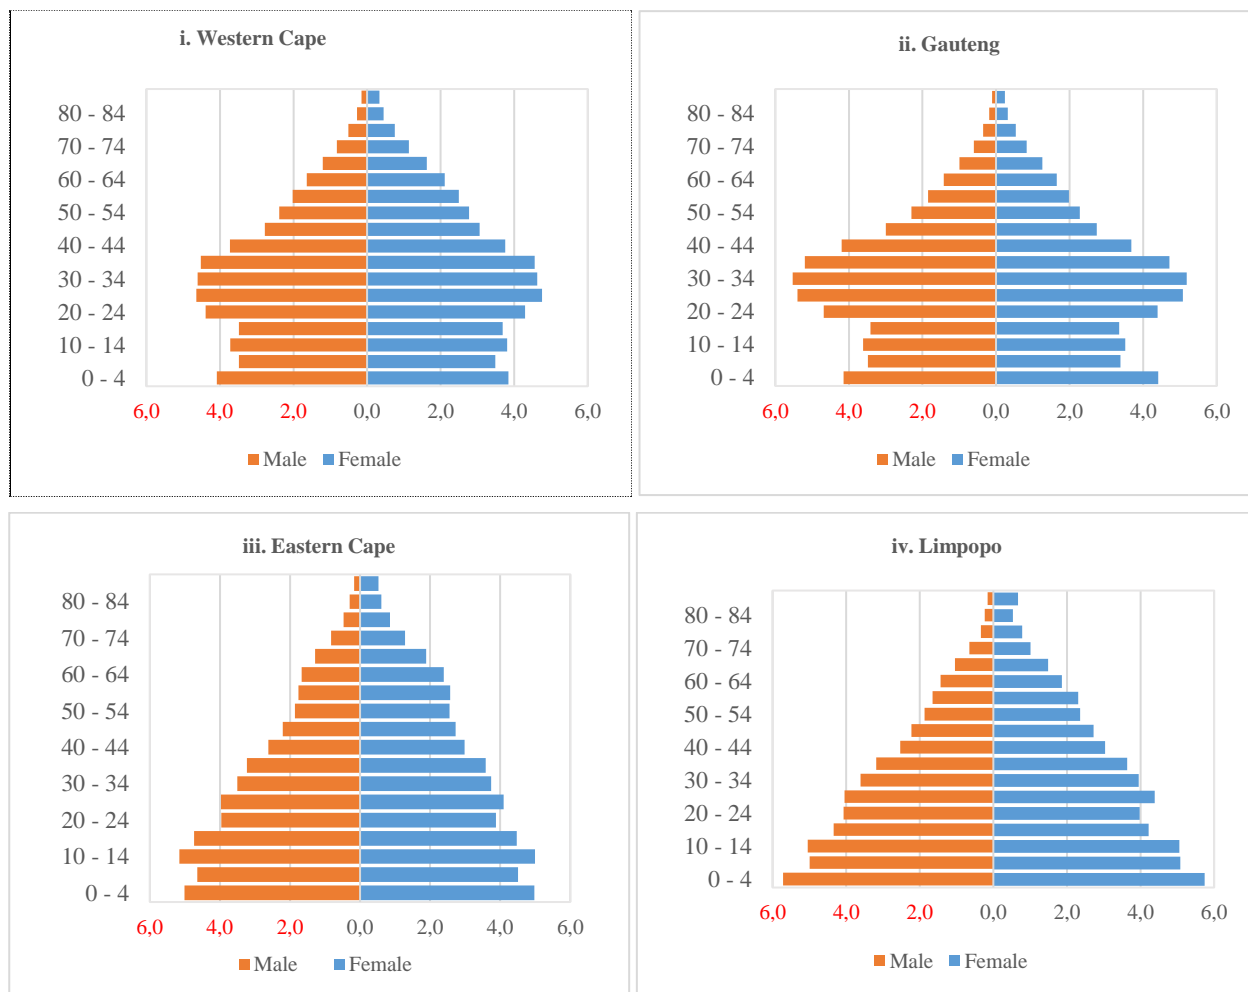 i. Western Cape
80 - 84
70 - 74
60 - 64
50 - 54
40 - 44
30 - 34
20 - 24
10 - 14
0 - 4
6,0 4,0 2,0 0,0 2,0 4,0 6,0
Male Female
ii. Gauteng
80 - 84
70 - 74
60 - 64
50 - 54
40 - 44
30 - 34
20 - 24
10 - 14
0 - 4
6,0 4,0 2,0 0,0 2,0 4,0 6,0
Male Female
iii. Eastern Cape
80 - 84
70 - 74
60 - 64
50 - 54
40 - 44
30 - 34
20 - 24
10 - 14
0 - 4
6,0 4,0 2,0 0,0 2,0 4,0 6,0
Male Female
iv. Limpopo
80 - 84
70 - 74
60 - 64
50 - 54
40 - 44
30 - 34
20 - 24
10 - 14
0 - 4
6,0 4,0 2,0 0,0 2,0 4,0 6,0
Male Female